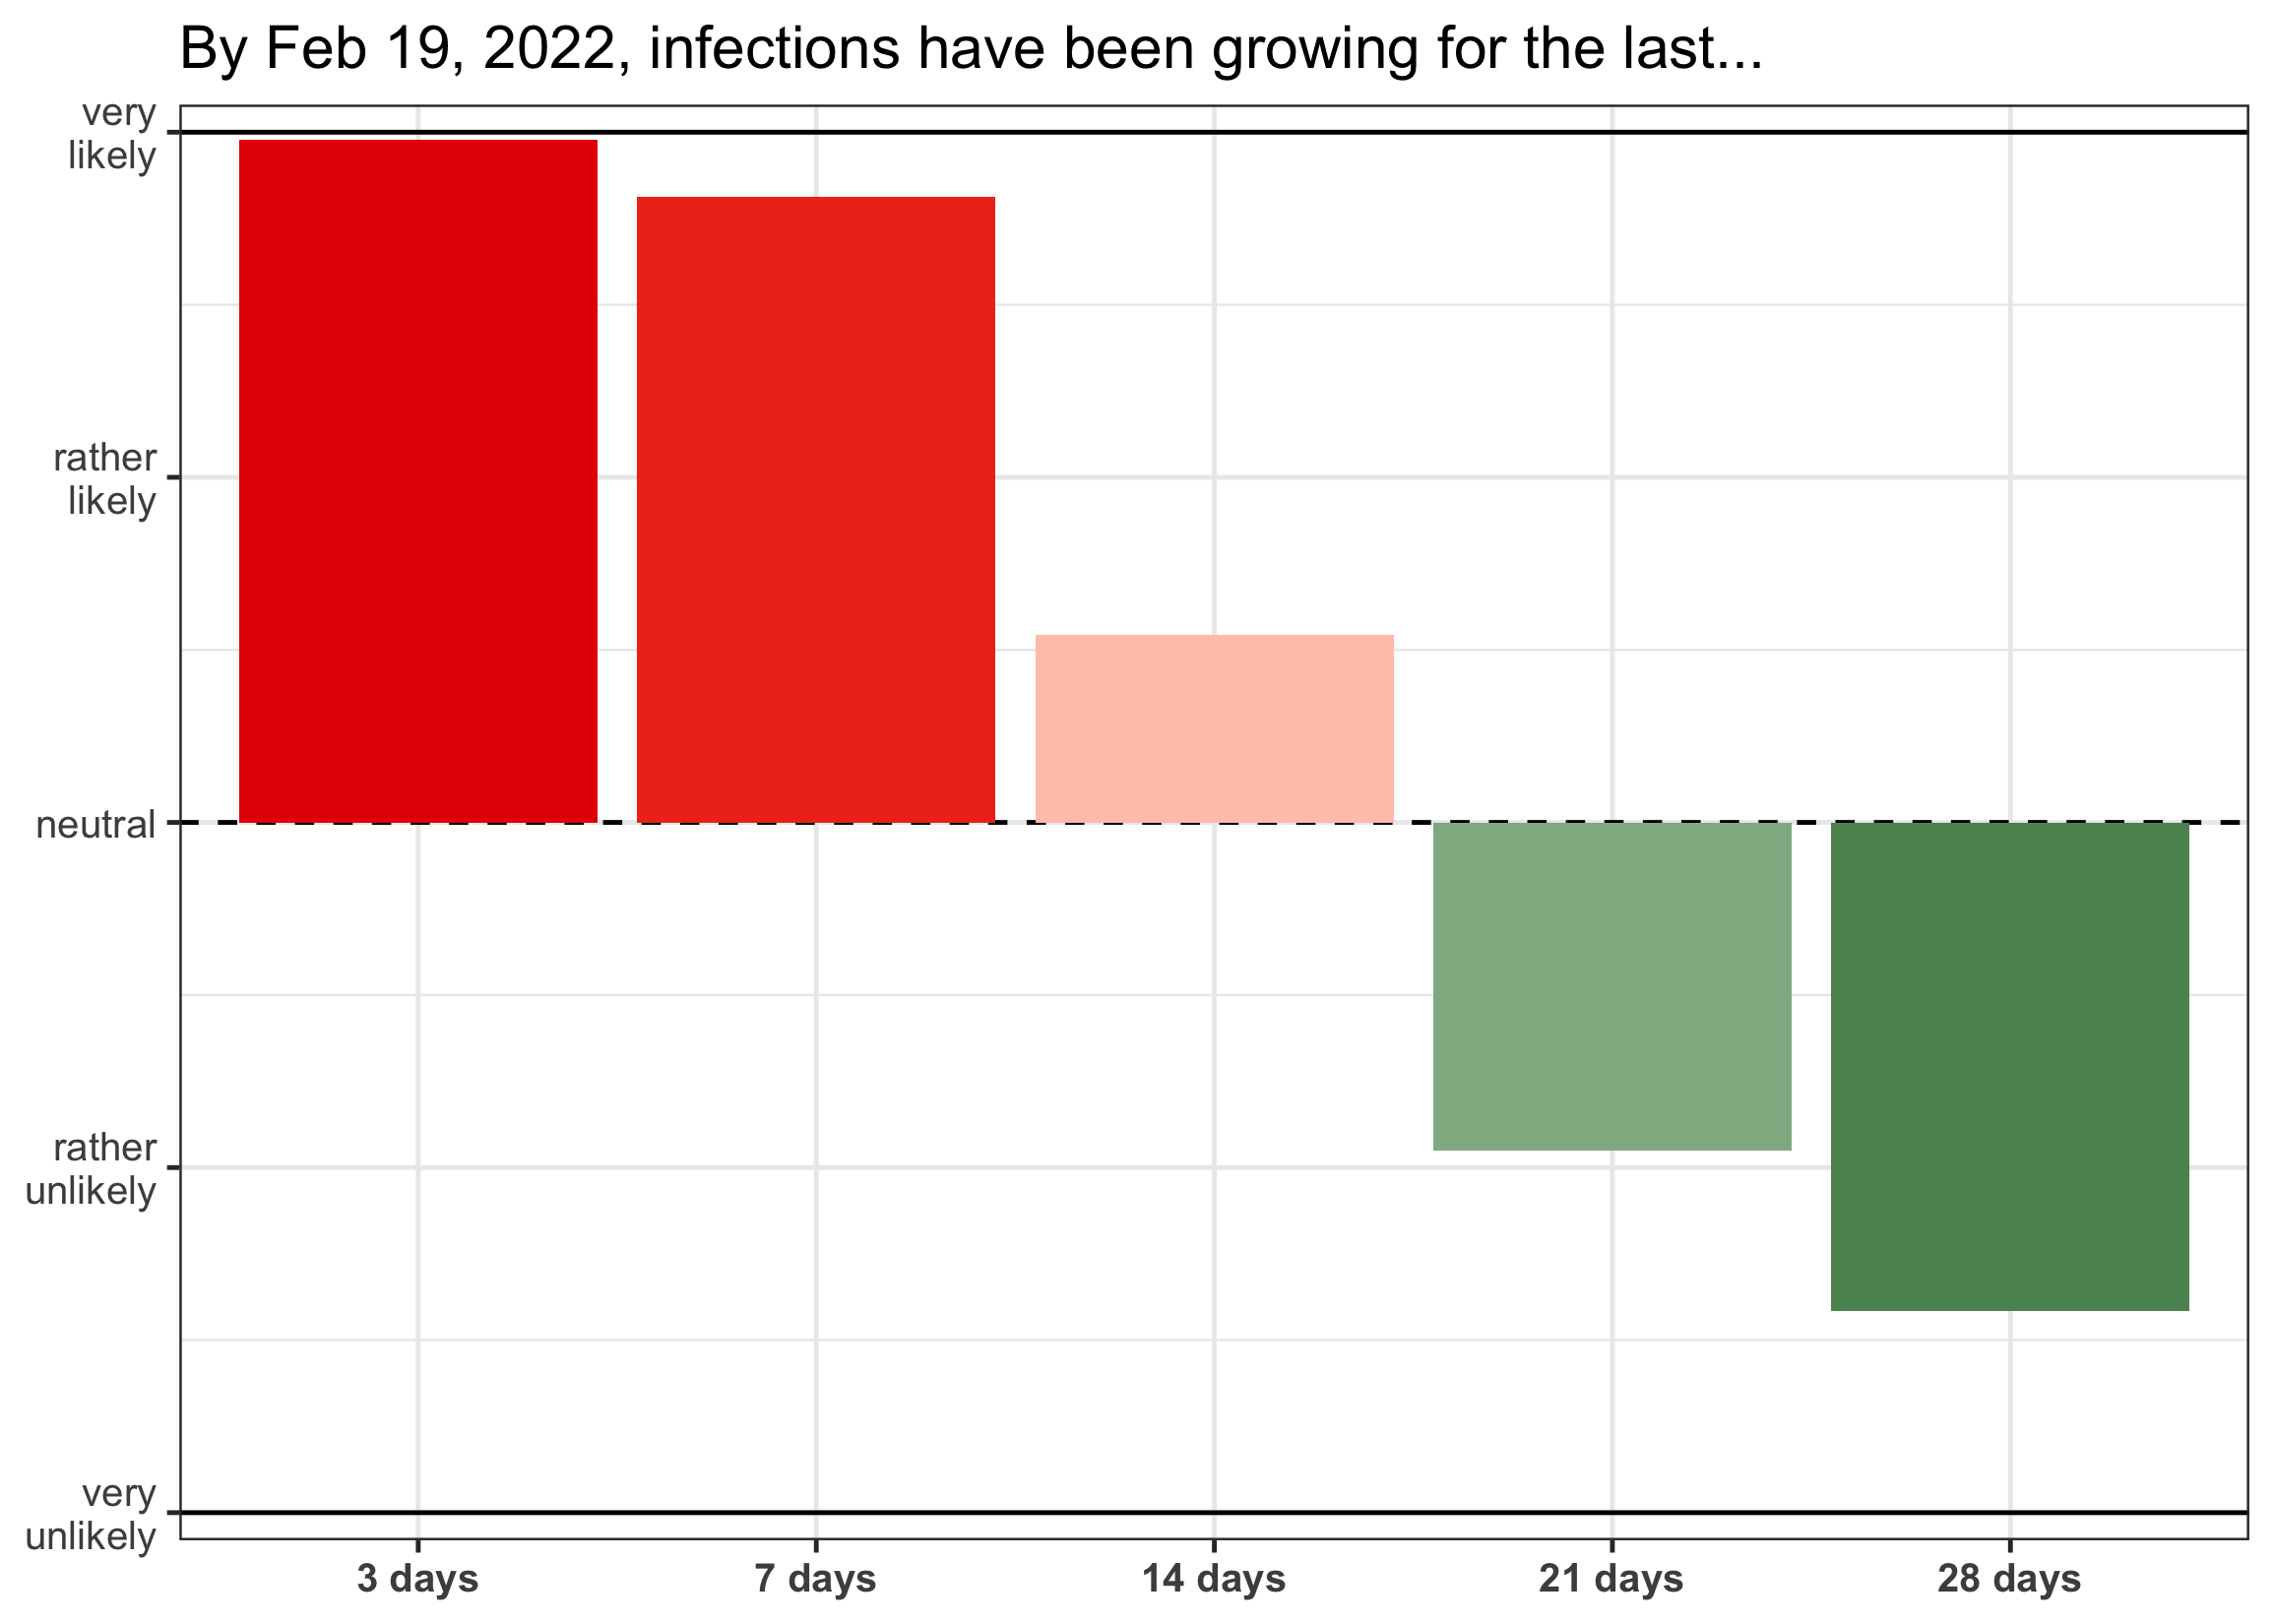 By Feb 19, 2022, infections have been growing for the last...
very
likely
rather
likely
neutral
rather
unlikely
very
unlikely
3 days
7 days
14 days
21 days
28 days